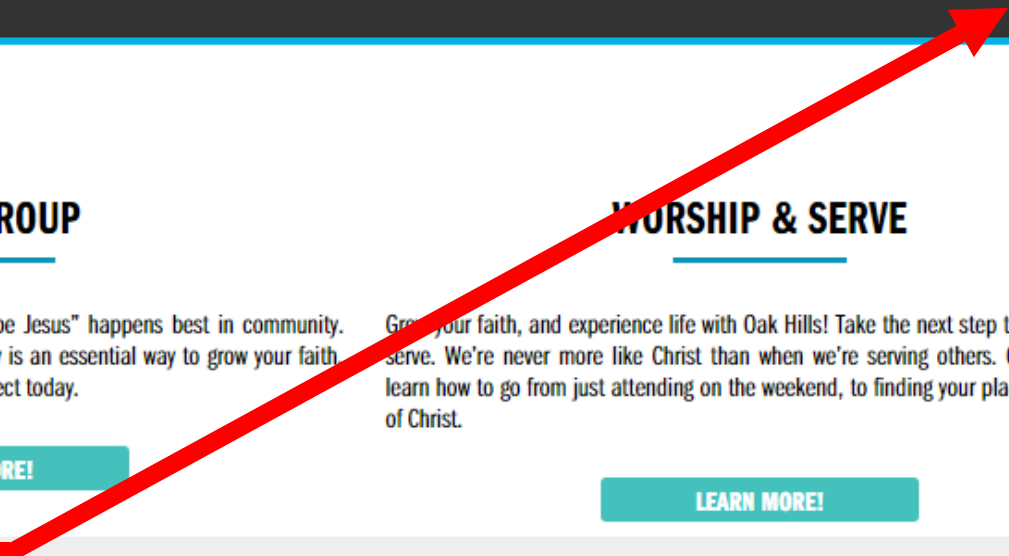 ROUP
be Jesus” happens best in community.
is an essential way to grow your faith.
ect today.
RE!
WORSHIP & SERVE
Grow your faith, and experience life with Oak Hills! Take the next step t
serve. We’re never more like Christ than when we’re serving others.
learn how to go from just attending on the weekend, to finding your pla
of Christ.
LEARN MORE!